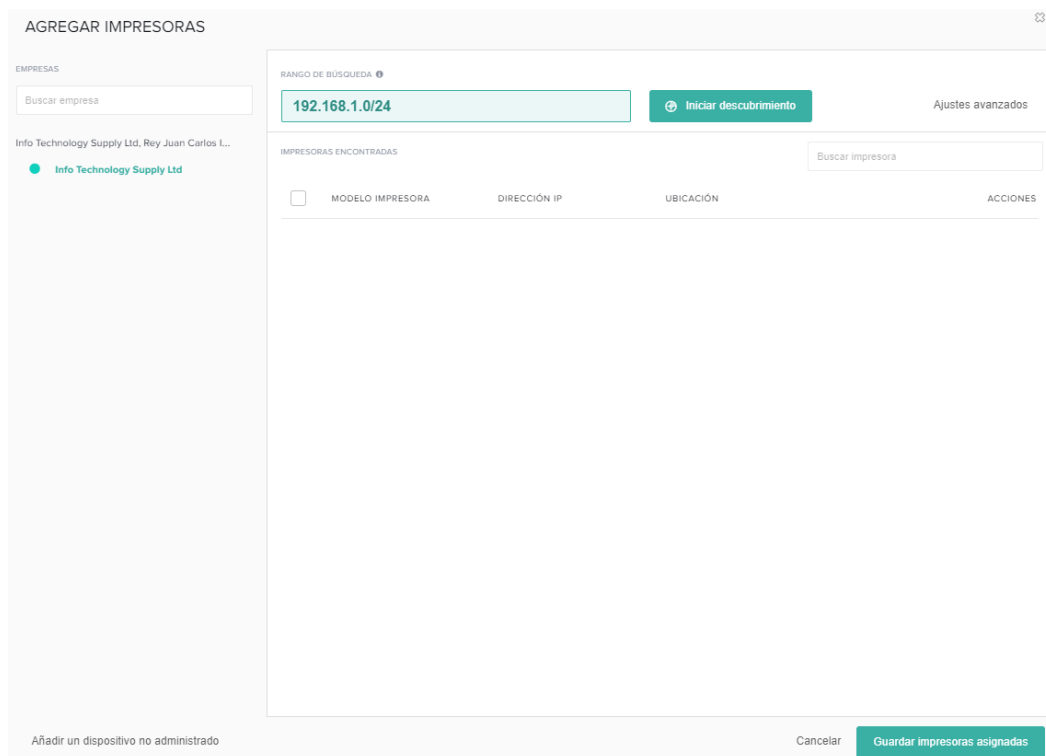 AGREGAR IMPRESORAS
EMPRESAS
Buscar empresa
Info Technology Supply Ltd, Rey Juan Carlos I...
Info Technology Supply Ltd
RANGO DE BÚSQUEDA
192.168.1.0/24
Iniciar descubrimiento
Ajustes avanzados
IMPRESORAS ENCONTRADAS
Buscar impresora
MODELO IMPRESORA DIRECCIÓN IP UBICACIÓN ACCIONES
Añadir un dispositivo no administrado
Cancelar
Guardar impresoras asignadas